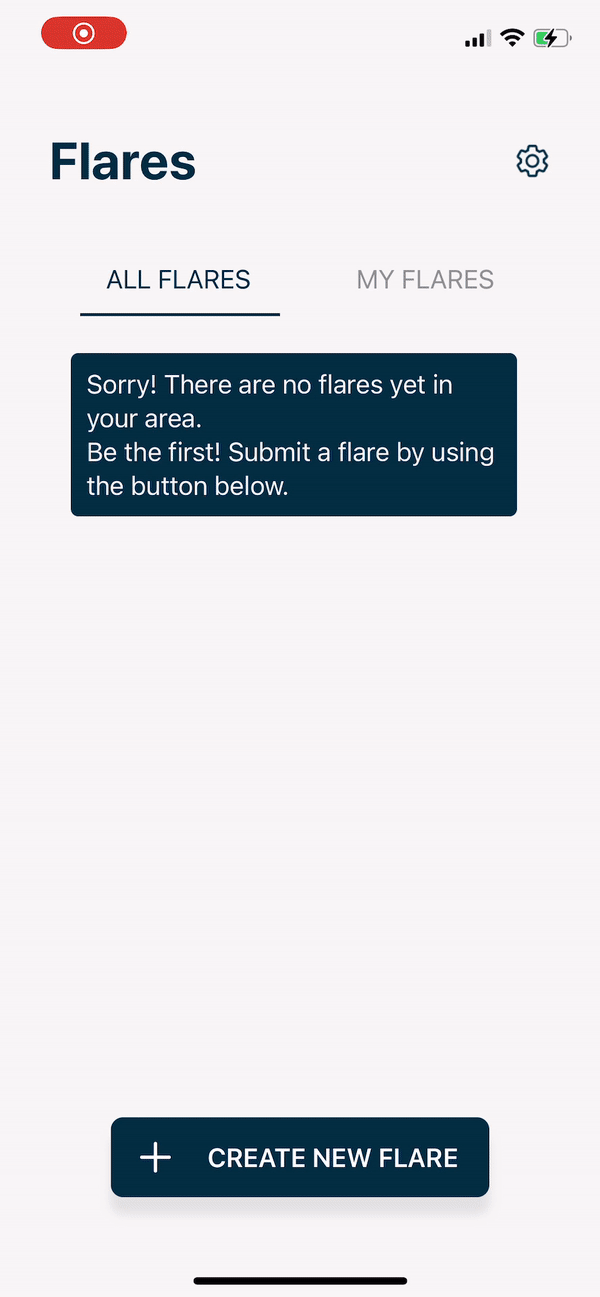 Flares
ALL FLARES
MY FLARES
Sorry! There are no flares yet in
your area.
Be the first! Submit a flare by using
the button below.
CREATE NEW FLARE